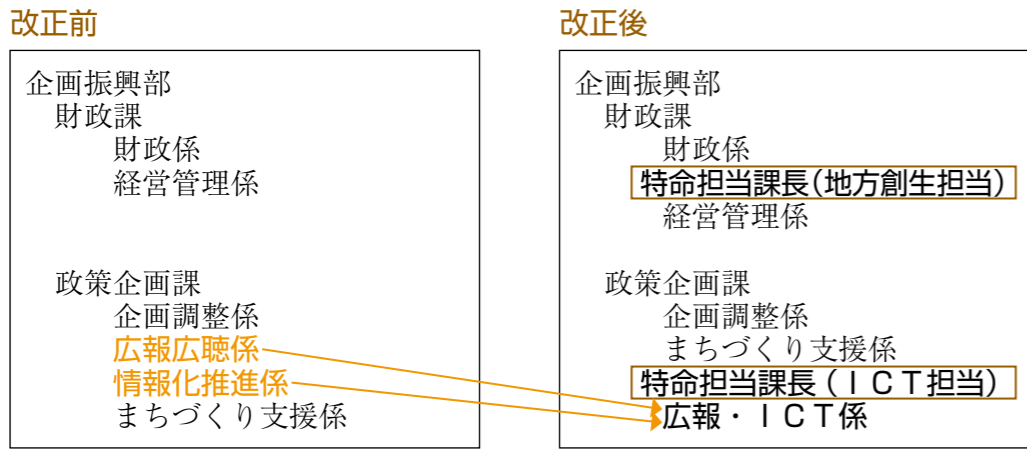 改正前
企画振興部
財政課
財政係
経営管理係
政策企画課
企画調整係
広報広聴係
情報化推進係
まちづくり支援係
改正後
企画振興部
財政課
財政係
特命担当課長(地方創生担当)
経営管理係
政策企画課
企画調整係
まちづくり支援係
特命担当課長(ICT担当)
広報・ICT係